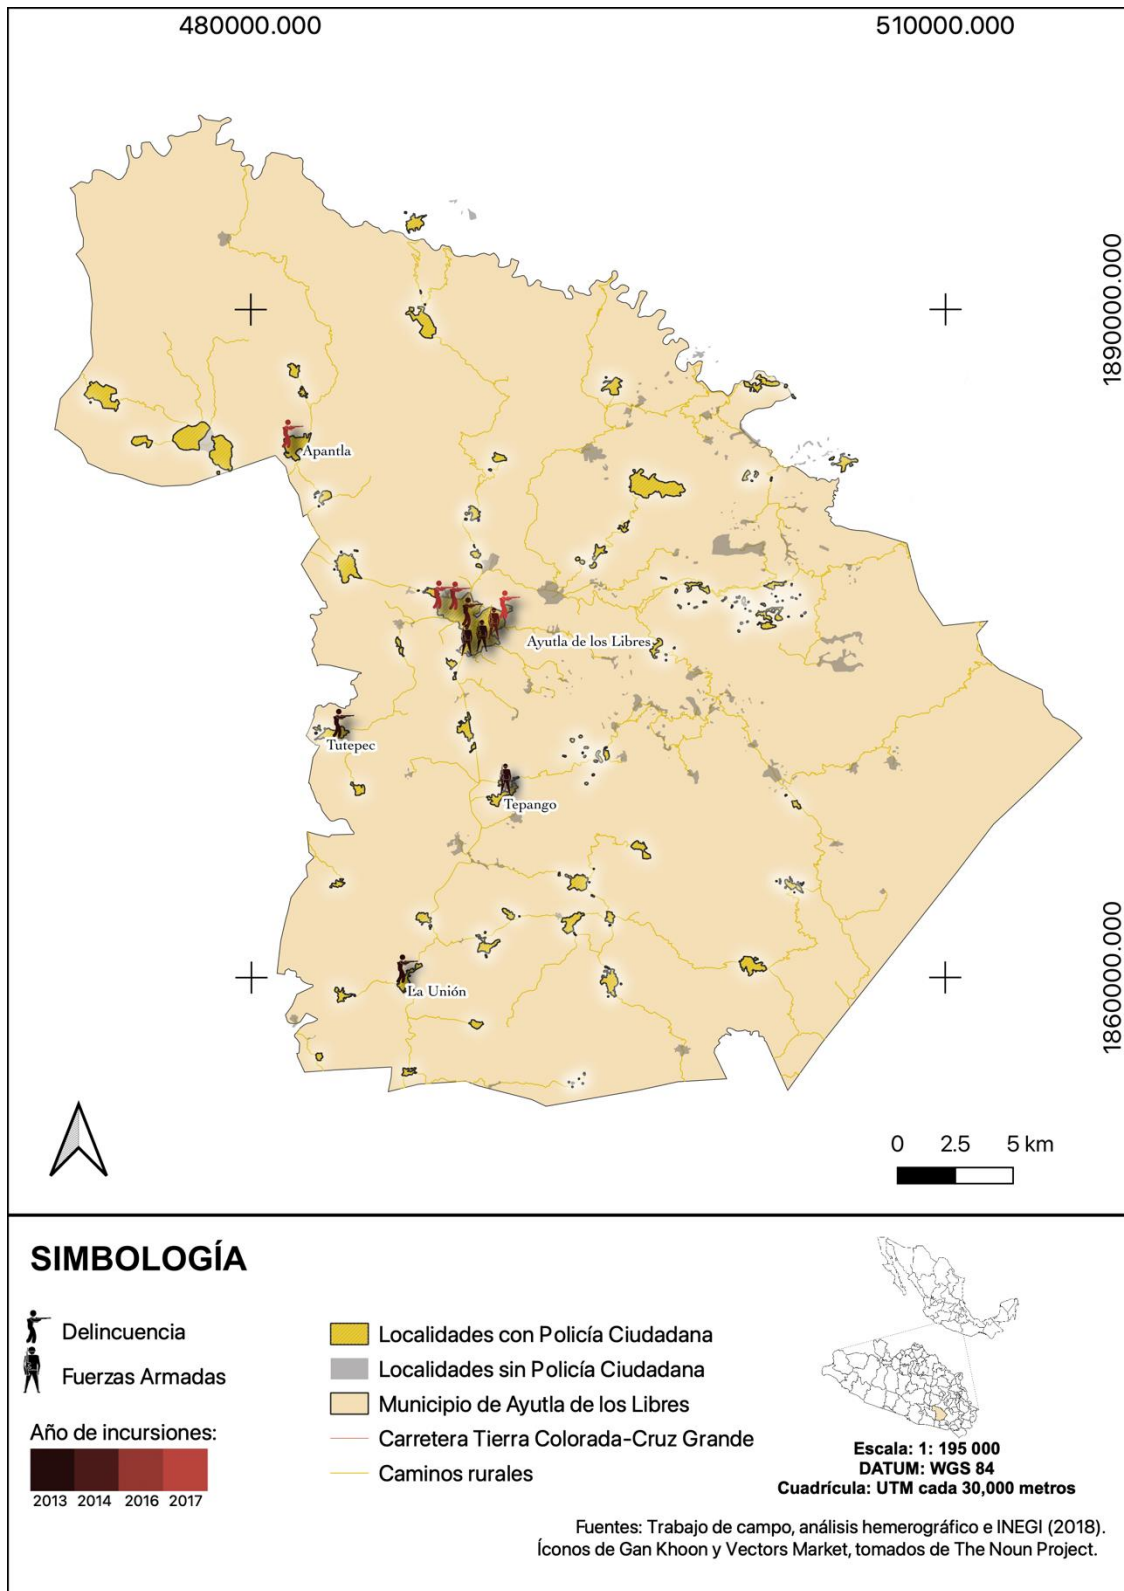 480000.000
510000.000
1890000.000
Apantla
Ayutla de los Libres
Tutepec
Tepango
La Unión
1860000.000
0 2.5 5 km
SIMBOLOGÍA
Delincuencia
Fuerzas Armadas
Año de incursiones:
2013 2014 2016 2017
Localidades con Policía Ciudadana
Localidades sin Policía Ciudadana
Municipio de Ayutla de los Libres
Carretera Tierra Colorada-Cruz Grande
Caminos rurales
Escala: 1: 195 000
DATUM: WGS 84
Cuadrícula: UTM cada 30,000 metros
Fuentes: Trabajo de campo, análisis hemerográfico e INEGI (2018).
Íconos de Gan Khoon y Vectors Market, tomados de The Noun Project.